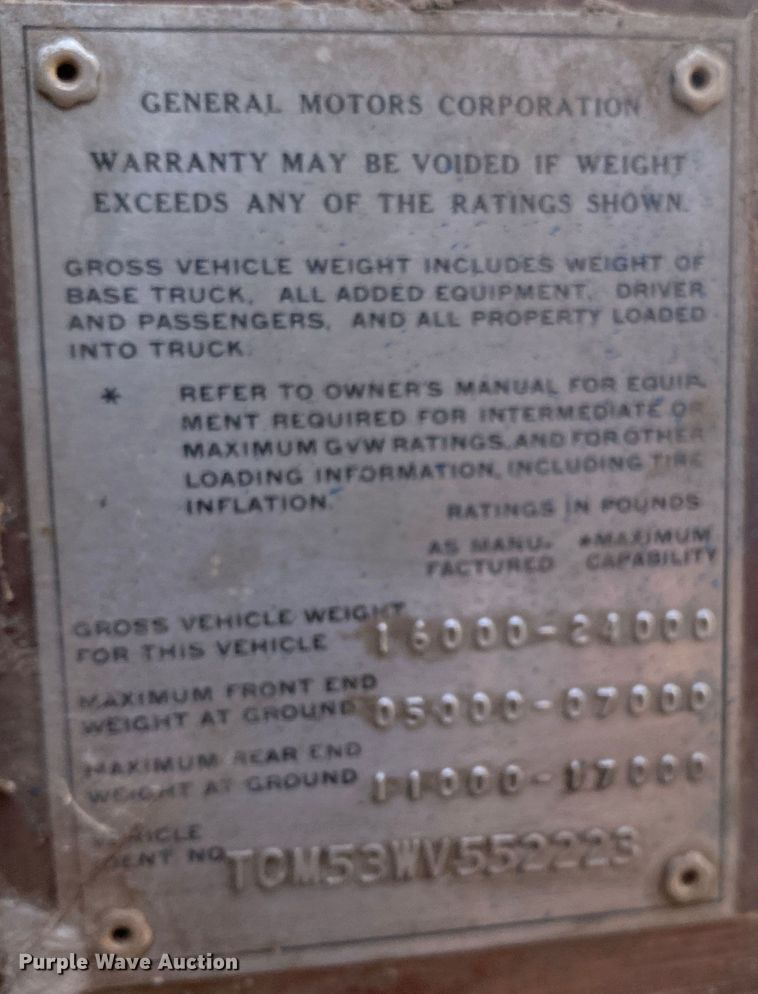 GENERAL MOTORS CORPORATION
WARRANTY MAY BE VOIDED IF WEIGHT
EXCEEDS ANY OF THE RATINGS SHOWN.
GROSS VEHICLE WEIGHT INCLUDES WEIGHT OF
BASE TRUCK, ALL ADDED EQUIPMENT, DRIVER
AND PASSENGERS, AND ALL PROPERTY LOADED
INTO TRUCK.
* REFER TO OWNER'S MANUAL FOR EQUIP-
MENT REQUIRED FOR INTERMEDIATE OR
MAXIMUM GVW RATINGS, AND FOR OTHER
LOADING INFORMATION, INCLUDING TIRE
INFLATION.
RATINGS IN POUNDS
AS MANU- *MAXIMUM
FACTURED CAPABILITY
GROSS VEHICLE WEIGHT
FOR THIS VEHICLE 16000-24000
MAXIMUM FRONT END
WEIGHT AT GROUND 05000-07000
MAXIMUM REAR END
WEIGHT AT GROUND 11000-17000
VEHICLE
IDENT NO. TCM53WV552223
Purple Wave Auction